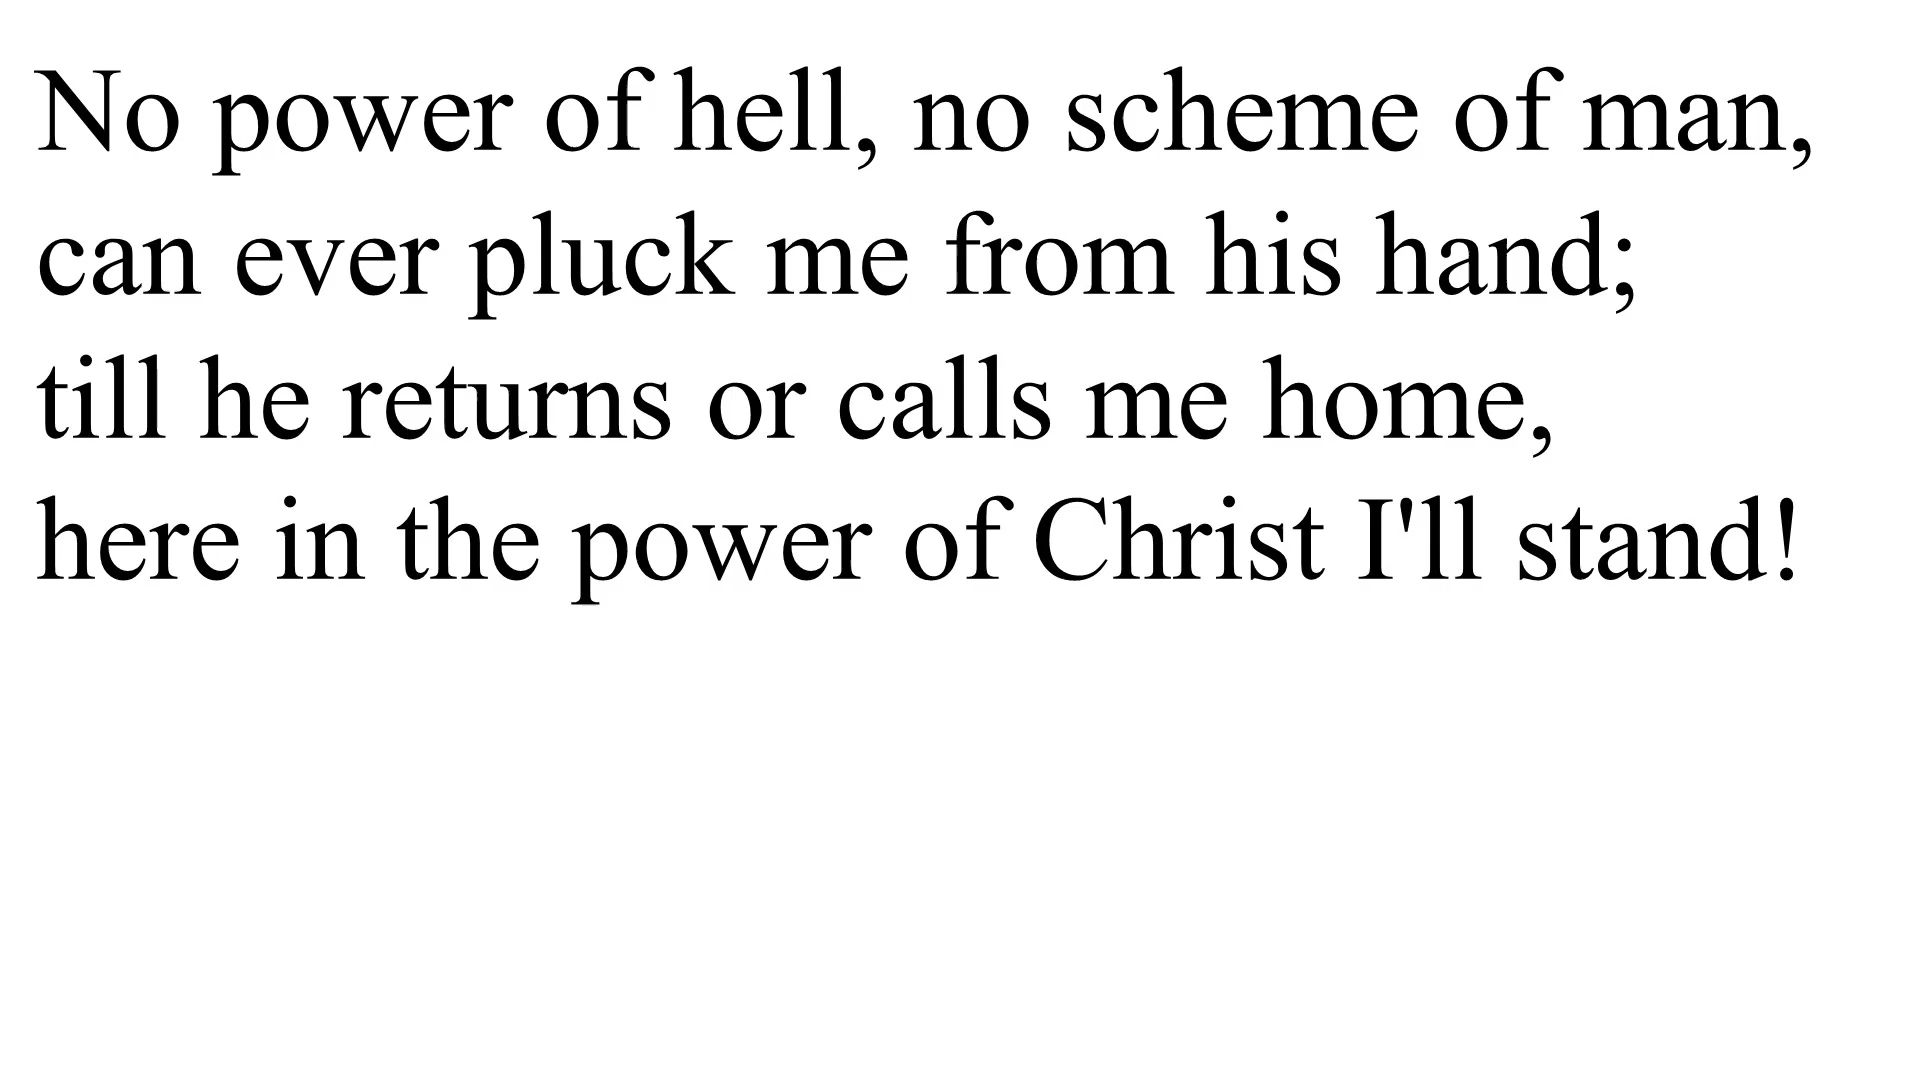 No power of hell, no scheme of man,
can ever pluck me from his hand;
till he returns or calls me home,
here in the power of Christ I'll stand!